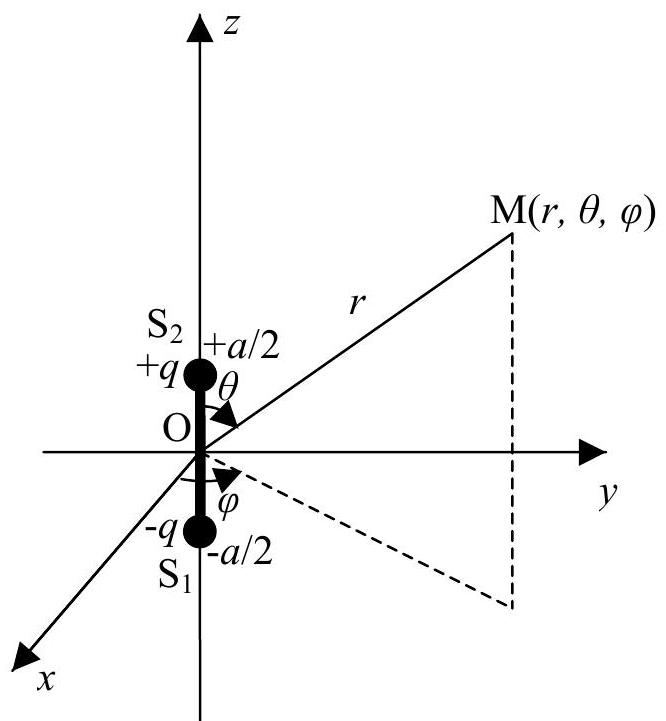 z
M(r, θ, φ)
r
S₂
+a/2
+q
θ
O
y
φ
-q
-a/2
S₁
x